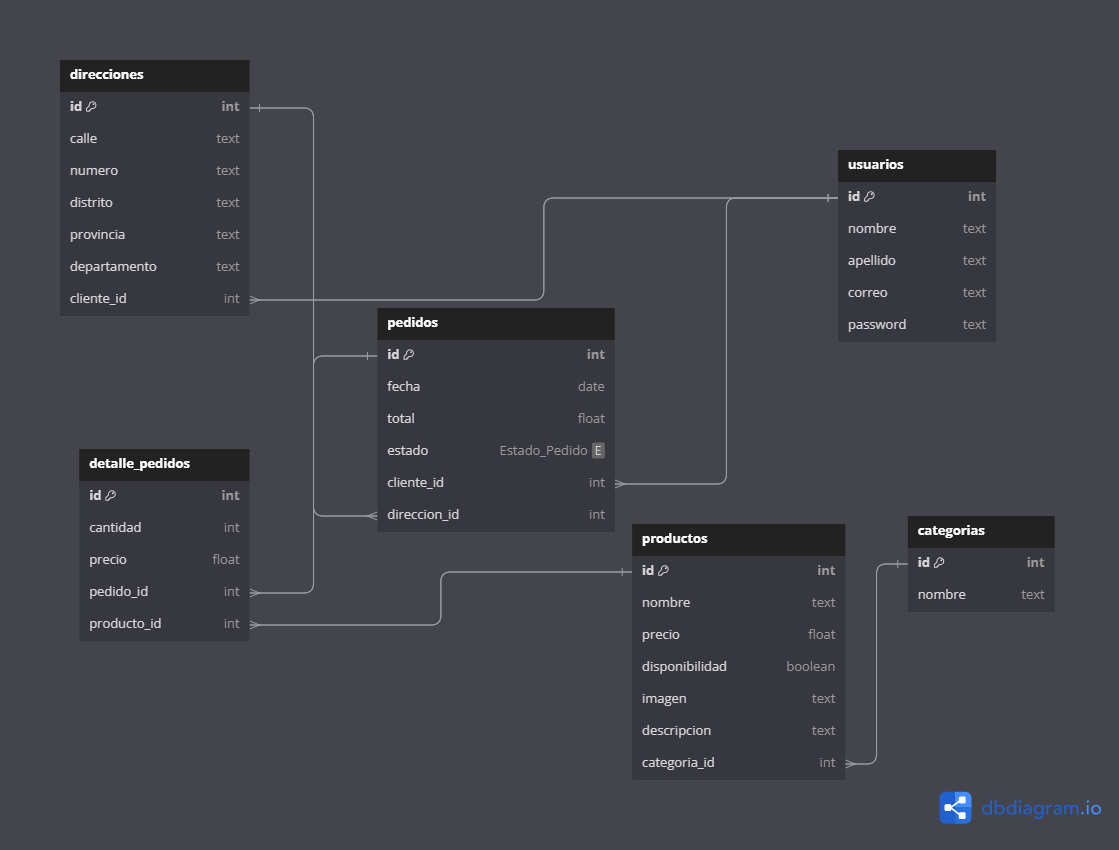 direcciones
id int
calle text
numero text
distrito text
provincia text
departamento text
cliente_id int
usuarios
id int
nombre text
apellido text
correo text
password text
pedidos
id int
fecha date
total float
estado Estado_Pedido E
cliente_id int
direccion_id int
detalle_pedidos
id int
cantidad int
precio float
pedido_id int
producto_id int
productos
id int
nombre text
precio float
disponibilidad boolean
imagen text
descripcion text
categoria_id int
categorias
id int
nombre text
dbdiagram.io